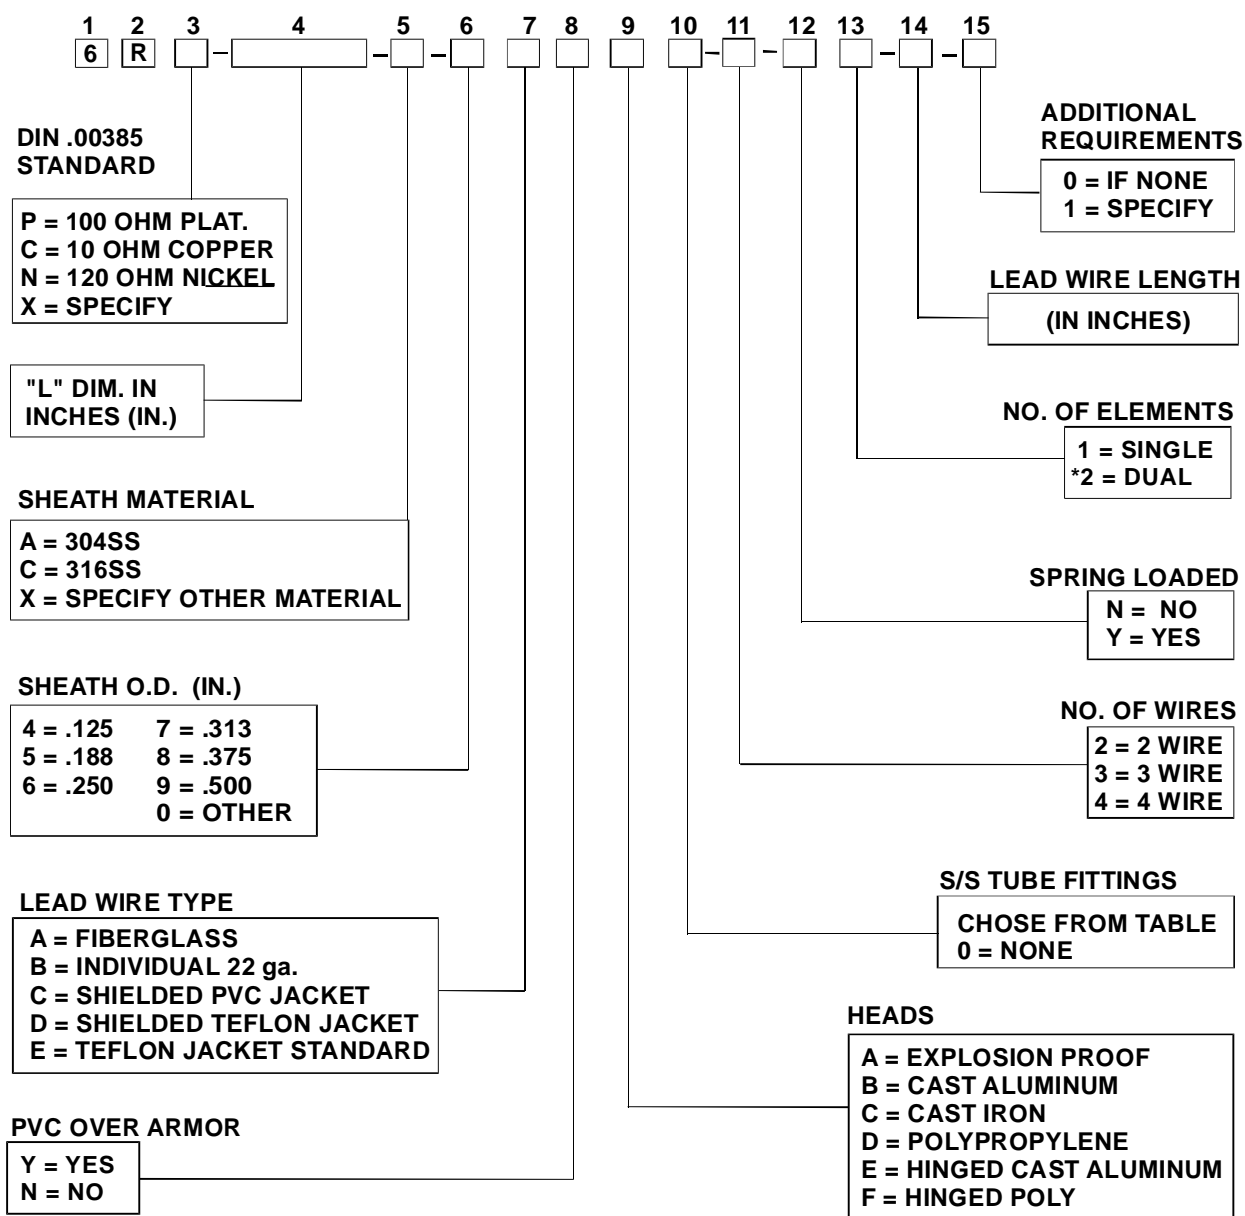 1 2 3 4 5 6 7 8 9 10 11 12 13 14 15
6 R
DIN .00385
STANDARD
P = 100 OHM PLAT.
C = 10 OHM COPPER
N = 120 OHM NICKEL
X = SPECIFY
"L" DIM. IN
INCHES (IN.)
SHEATH MATERIAL
A = 304SS
C = 316SS
X = SPECIFY OTHER MATERIAL
SHEATH O.D. (IN.)
4 = .125 7 = .313
5 = .188 8 = .375
6 = .250 9 = .500
0 = OTHER
LEAD WIRE TYPE
A = FIBERGLASS
B = INDIVIDUAL 22 ga.
C = SHIELDED PVC JACKET
D = SHIELDED TEFLON JACKET
E = TEFLON JACKET STANDARD
PVC OVER ARMOR
Y = YES
N = NO
ADDITIONAL
REQUIREMENTS
0 = IF NONE
1 = SPECIFY
LEAD WIRE LENGTH
(IN INCHES)
NO. OF ELEMENTS
1 = SINGLE
*2 = DUAL
SPRING LOADED
N = NO
Y = YES
NO. OF WIRES
2 = 2 WIRE
3 = 3 WIRE
4 = 4 WIRE
S/S TUBE FITTINGS
CHOSE FROM TABLE
0 = NONE
HEADS
A = EXPLOSION PROOF
B = CAST ALUMINUM
C = CAST IRON
D = POLYPROPYLENE
E = HINGED CAST ALUMINUM
F = HINGED POLY